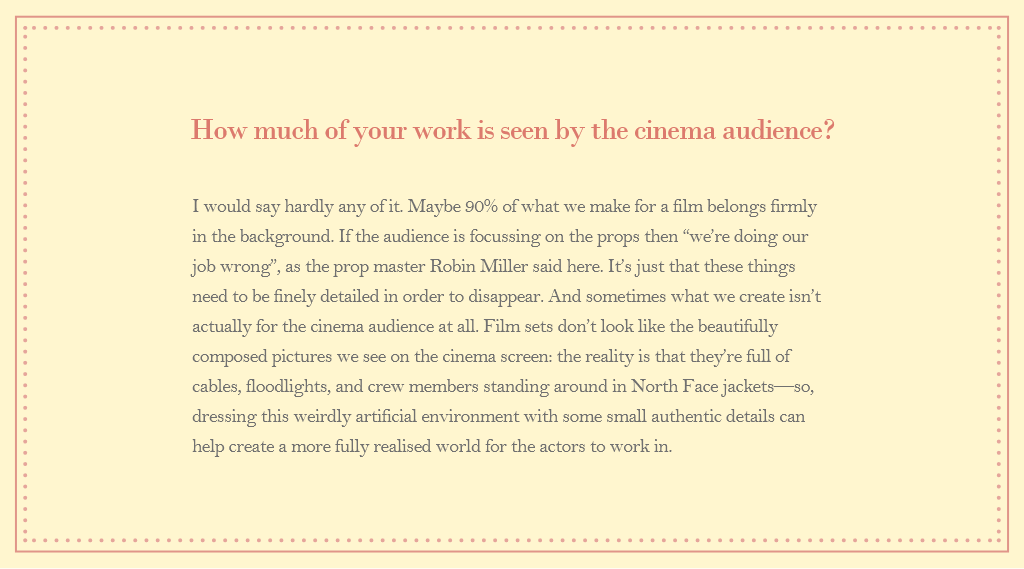 How much of your work is seen by the cinema audience?
I would say hardly any of it. Maybe 90% of what we make for a film belongs firmly
in the background. If the audience is focussing on the props then “we’re doing our
job wrong”, as the prop master Robin Miller said here. It’s just that these things
need to be finely detailed in order to disappear. And sometimes what we create isn’t
actually for the cinema audience at all. Film sets don’t look like the beautifully
composed pictures we see on the cinema screen: the reality is that they’re full of
cables, floodlights, and crew members standing around in North Face jackets—so,
dressing this weirdly artificial environment with some small authentic details can
help create a more fully realised world for the actors to work in.